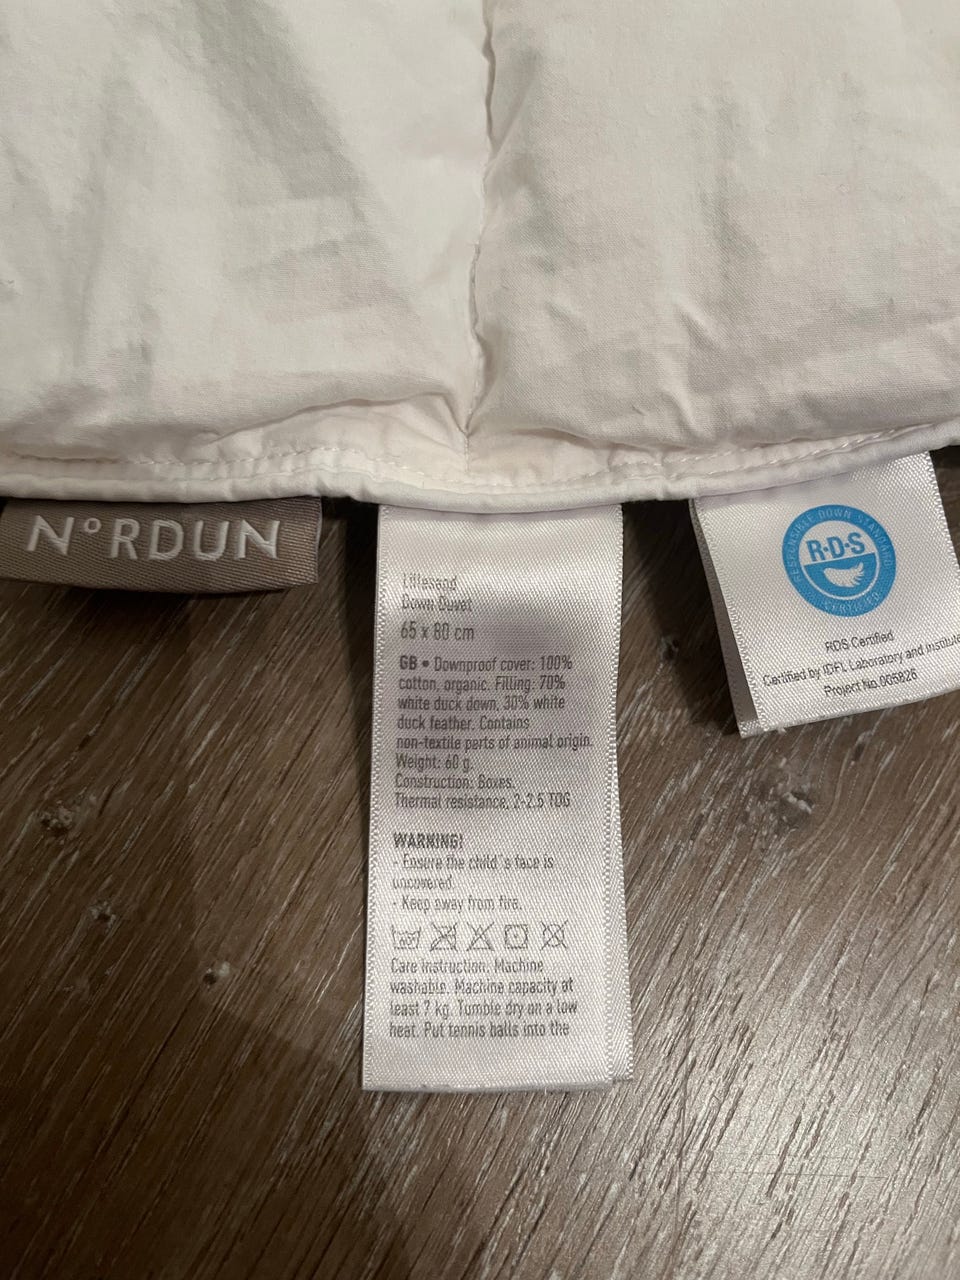 N°RDUN
Lillesand
Down Duvet
65 x 80 cm
GB • Downproof cover: 100%
cotton, organic. Filling: 70%
white duck down, 30% white
duck feather. Contains
non-textile parts of animal origin.
Weight: 60 g.
Construction: Boxes.
Thermal resistance, 2-2.5 TOG
WARNING!
- Ensure the child´s face is
uncovered.
- Keep away from fire.
Care instruction. Machine
washable. Machine capacity at
least 7 kg. Tumble dry on a low
heat. Put tennis balls into the
RESPONSIBLE DOWN STANDARD
R·D·S
CERTIFIED
RDS Certified
Certified by IDFL Laboratory and institute
Project No.005826